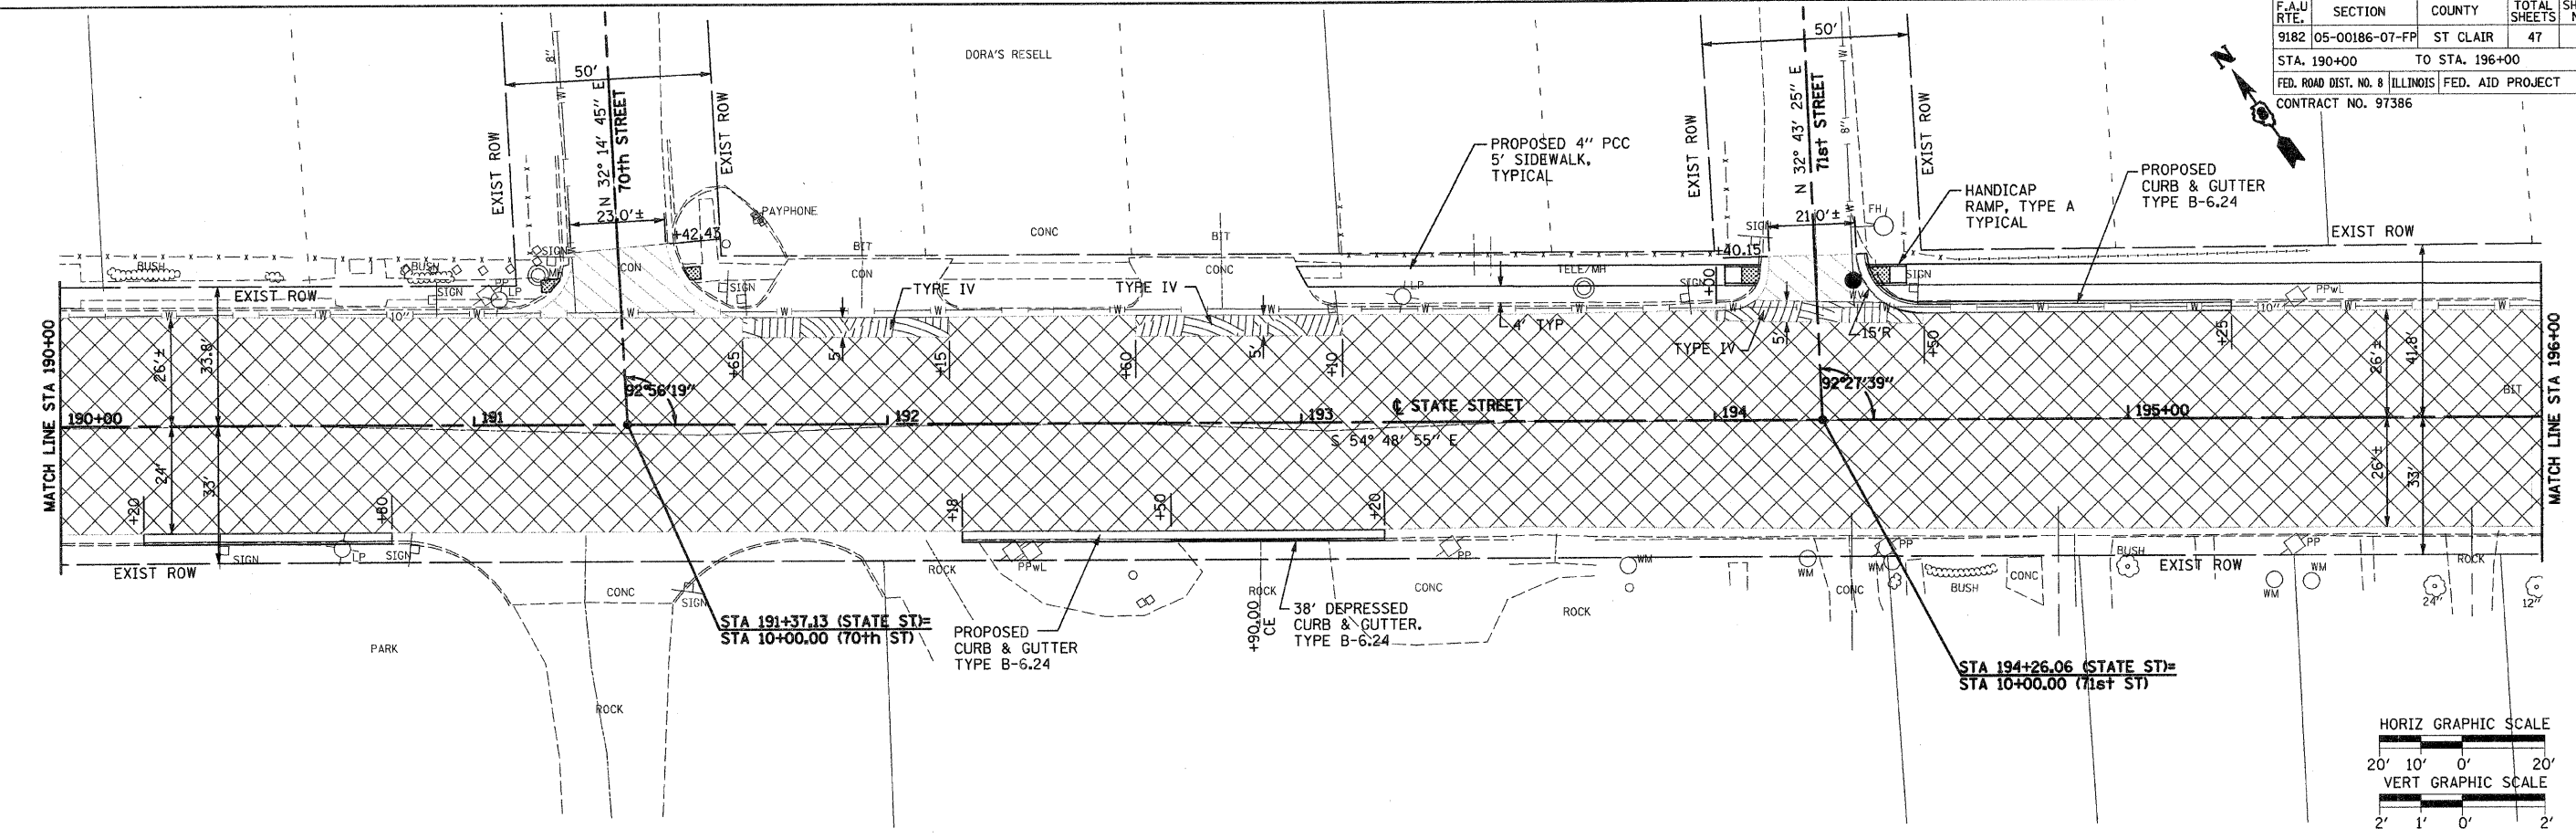 F.A.U RTE. SECTION COUNTY TOTAL SHEETS
9182 05-00186-07-FP ST CLAIR 47
STA. 190+00 TO STA. 196+00
FED. ROAD DIST. NO. 8 ILLINOIS FED. AID PROJECT
CONTRACT NO. 97386
N
DORA'S RESELL
8"
50'
N 32° 14' 45" E
70th STREET
EXIST ROW
EXIST ROW
23.0'±
+42.43
PAYPHONE
50'
N 32° 43' 25" E
71st STREET
8"
EXIST ROW
EXIST ROW
21.0'±
+40.15
FH
SIGN
PROPOSED 4" PCC
5' SIDEWALK,
TYPICAL
HANDICAP
RAMP, TYPE A
TYPICAL
PROPOSED
CURB & GUTTER
TYPE B-6.24
EXIST ROW
BUSH
BUSH
SIGN
SIGN
PP
LP
MH
CON
SIGN
BIT
CON
CONC
BIT
CONC
LP
TELE/MH
SIGN
+00
SIGN
WV
PPwL
EXIST ROW
10"
TYPE IV
TYPE IV
4' TYP
TYPE IV
15'R
10"
MATCH LINE STA 190+00
26'±
33.8'
+65
5'
+15
+60
5'
+10
5'
+50
+25
26'±
41.8'
BIT
MATCH LINE STA 196+00
92°56'19"
92°27'39"
190+00
191
192
193
℄ STATE STREET
194
195+00
S 54° 48' 55" E
24'
33'
+20
+80
+18
+50
+20
26'±
33'
SIGN
LP
SIGN
EXIST ROW
CONC
SIGN
ROCK
PPwL
ROCK
PP
CONC
ROCK
WM
WM
PP
WM
CONC
BUSH
CONC
BUSH
EXIST ROW
PP
WM
WM
ROCK
24"
12"
PARK
ROCK
STA 191+37.13 (STATE ST)=
STA 10+00.00 (70th ST)
PROPOSED
CURB & GUTTER
TYPE B-6.24
+90.00
CE
38' DEPRESSED
CURB & GUTTER.
TYPE B-6.24
STA 194+26.06 (STATE ST)=
STA 10+00.00 (71st ST)
HORIZ GRAPHIC SCALE
20' 10' 0' 20'
VERT GRAPHIC SCALE
2' 1' 0' 2'